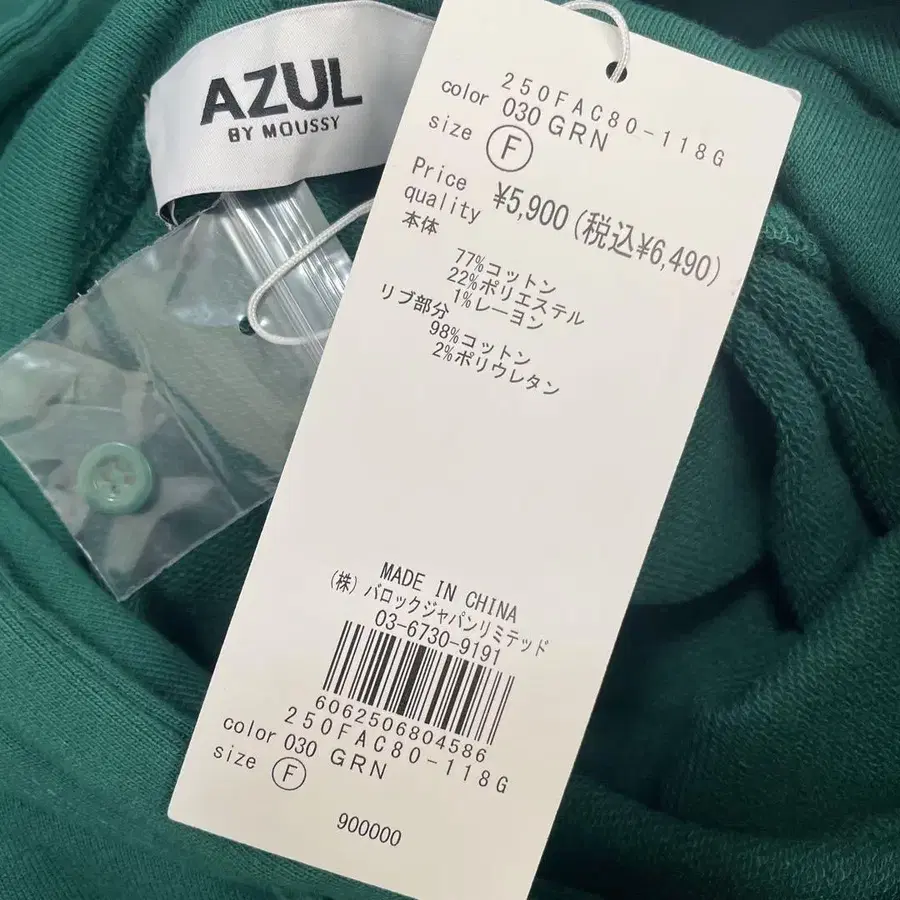 AZUL
BY MOUSSY
250FAC80-118G
color 030 GRN
size F
Price ¥5,900(税込¥6,490)
quality
本体
77%コットン
22%ポリエステル
1%レーヨン
リブ部分
98%コットン
2%ポリウレタン
MADE IN CHINA
(株)バロックジャパンリミテッド
03-6730-9191
6062506804586
250FAC80-118G
color 030 GRN
size F
900000